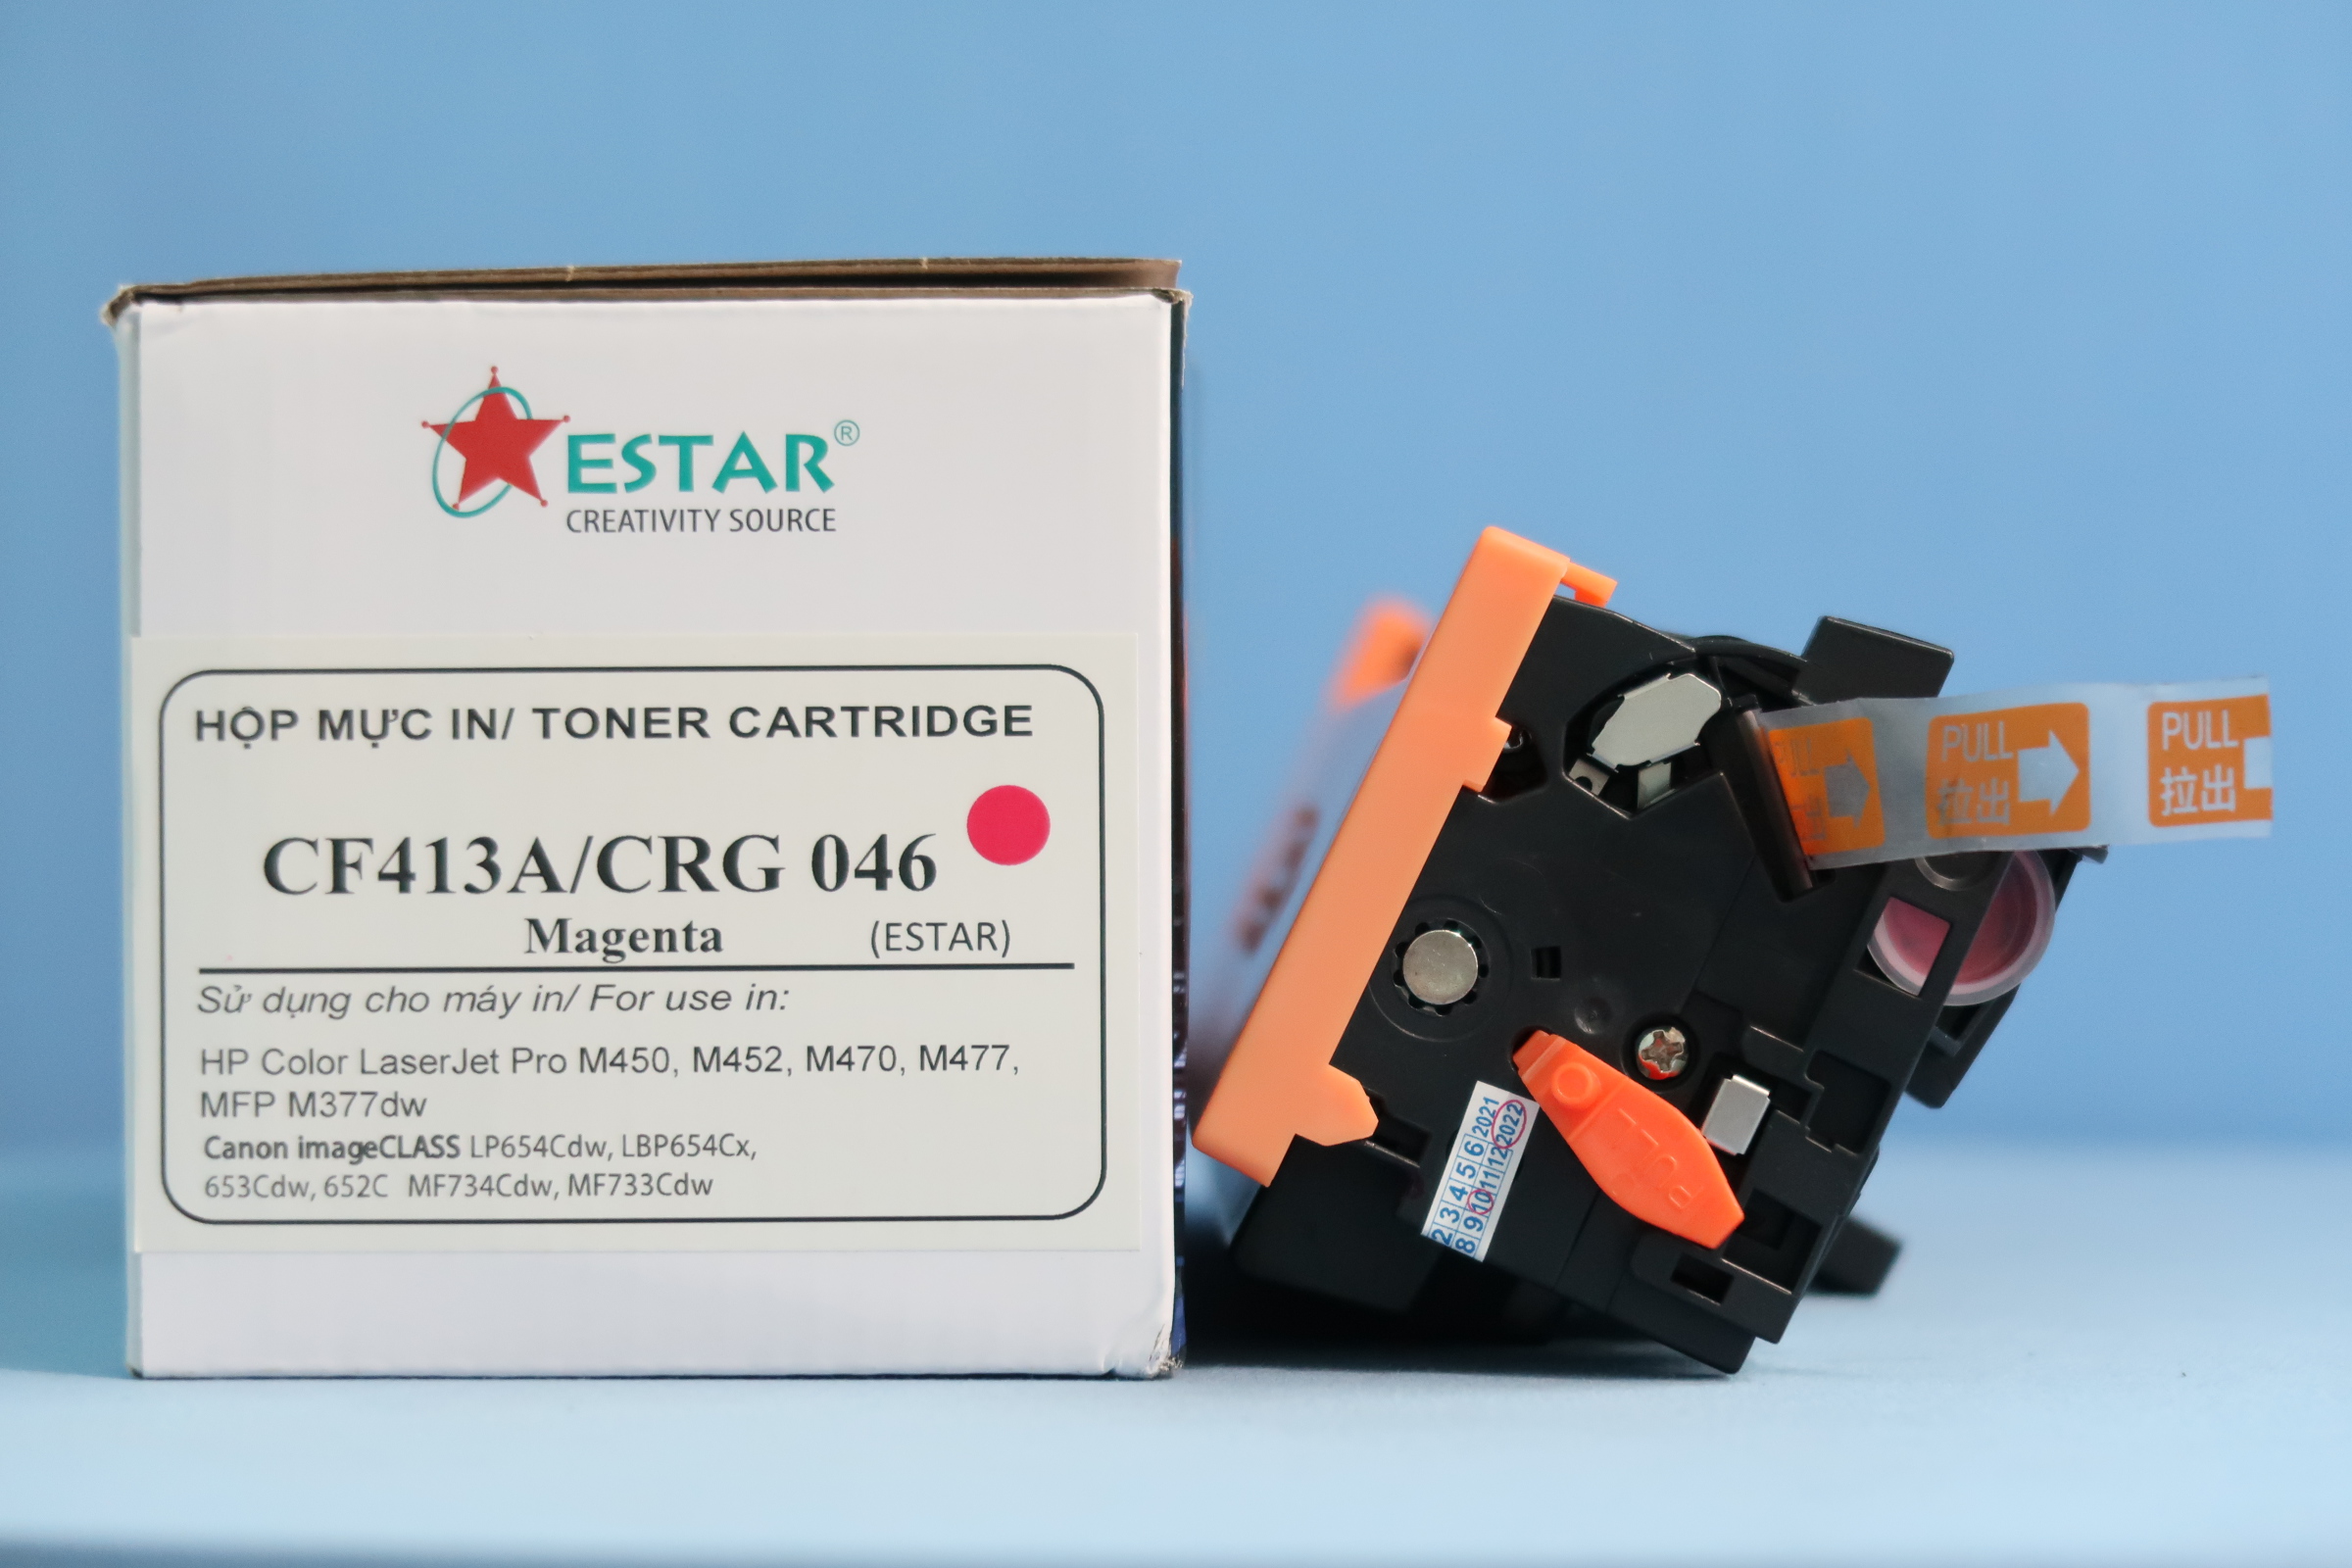 ESTAR®
CREATIVITY SOURCE
HỘP MỰC IN/ TONER CARTRIDGE
CF413A/CRG 046
Magenta (ESTAR)
Sử dụng cho máy in/ For use in:
HP Color LaserJet Pro M450, M452, M470, M477,
MFP M377dw
Canon imageCLASS LP654Cdw, LBP654Cx,
653Cdw, 652C MF734Cdw, MF733Cdw
PULL
拉出
PULL
拉出
PULL
2 3 4 5 6 2021
8 9 10 11 12 2022